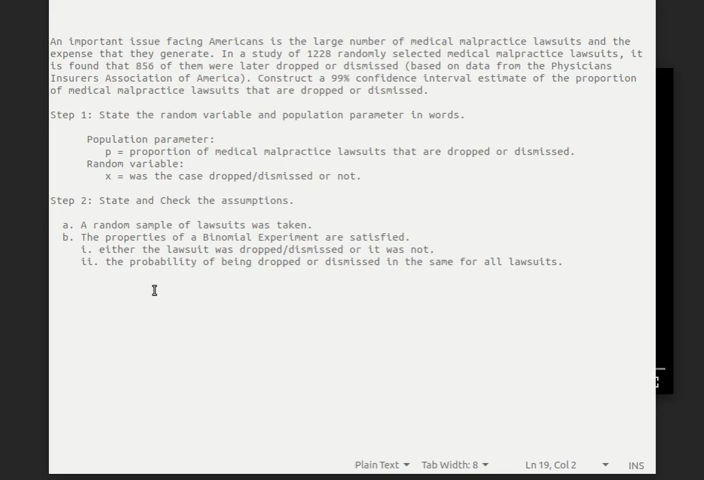 An important issue facing Americans is the large number of medical malpractice lawsuits and the
expense that they generate. In a study of 1228 randomly selected medical malpractice lawsuits, it
is found that 856 of them were later dropped or dismissed (based on data from the Physicians
Insurers Association of America). Construct a 99% confidence interval estimate of the proportion
of medical malpractice lawsuits that are dropped or dismissed.
Step 1: State the random variable and population parameter in words.
Population parameter:
p = proportion of medical malpractice lawsuits that are dropped or dismissed.
Random variable:
x = was the case dropped/dismissed or not.
Step 2: State and Check the assumptions.
a. A random sample of lawsuits was taken.
b. The properties of a Binomial Experiment are satisfied.
i. either the lawsuit was dropped/dismissed or it was not.
ii. the probability of being dropped or dismissed in the same for all lawsuits.
Plain Text Tab Width: 8 Ln 19, Col 2 INS